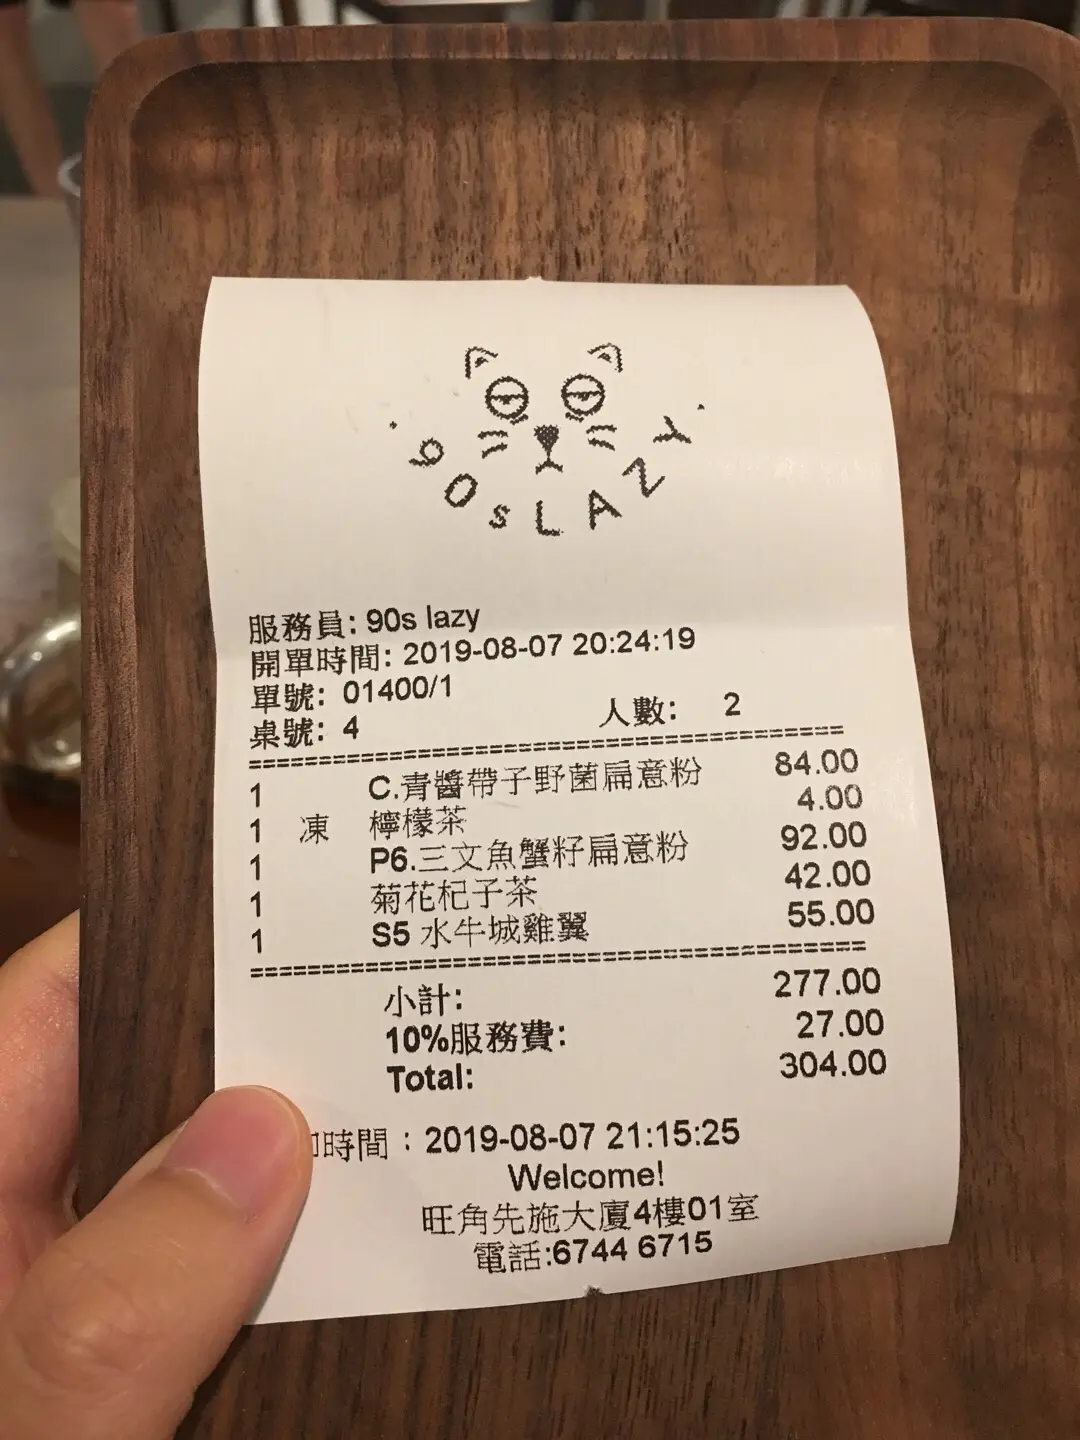 90s LAZY
服務員: 90s lazy
開單時間: 2019-08-07 20:24:19
單號: 01400/1
桌號: 4 人數: 2
==========================================
1 C.青醬帶子野菌扁意粉 84.00
1 凍 檸檬茶 4.00
1 P6.三文魚蟹籽扁意粉 92.00
1 菊花杞子茶 42.00
1 S5 水牛城雞翼 55.00
==========================================
小計: 277.00
10%服務費: 27.00
Total: 304.00
時間：2019-08-07 21:15:25
Welcome!
旺角先施大廈4樓01室
電話:6744 6715